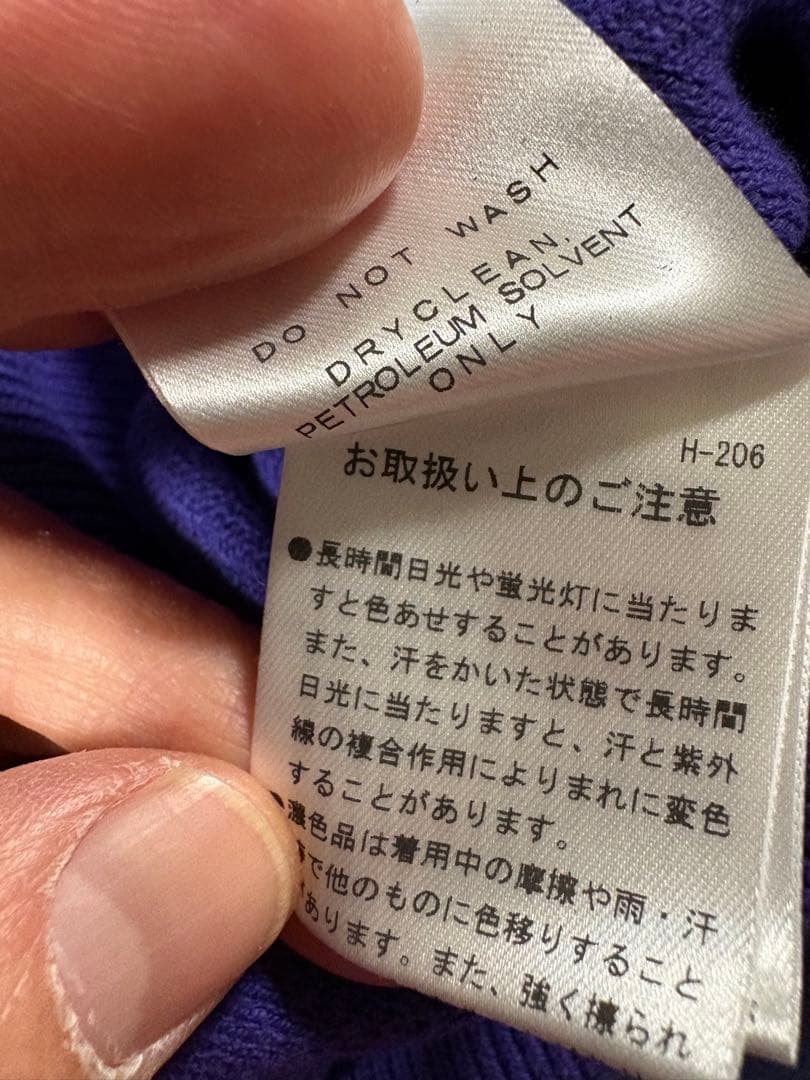 DO NOT WASH
DRYCLEAN.
PETROLEUM SOLVENT
ONLY
H-206
お取扱い上のご注意
●長時間日光や蛍光灯に当たりま
すと色あせすることがあります。
また、汗をかいた状態で長時間
日光に当たりますと、汗と紫外
線の複合作用によりまれに変色
することがあります。
濃色品は着用中の摩擦や雨・汗
で他のものに色移りすること
あります。また、強く擦られ